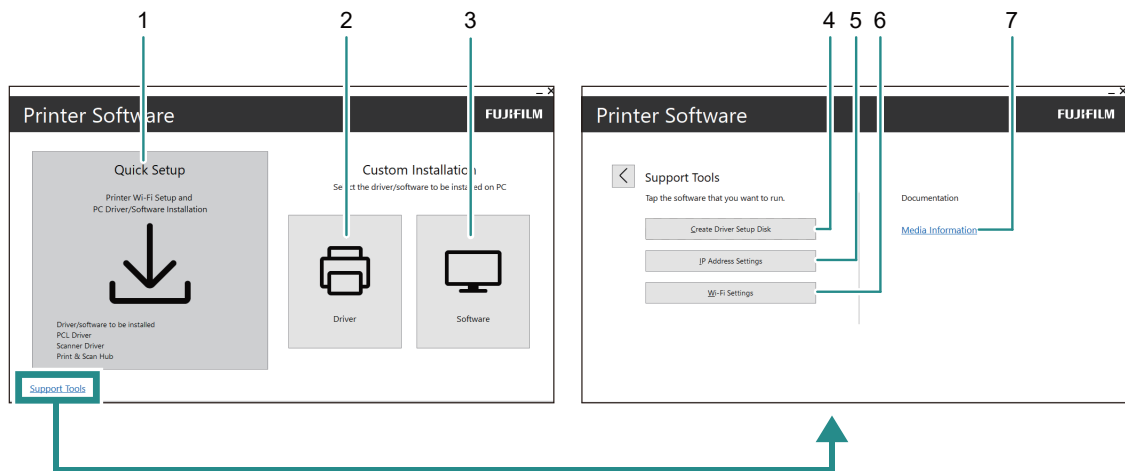 1 2 3 4 5 6 7
Printer Software
FUJIFILM
Quick Setup
Printer Wi-Fi Setup and
PC Driver/Software Installation
Driver/software to be installed
PCL Driver
Scanner Driver
Print & Scan Hub
Custom Installation
Select the driver/software to be installed on PC
Driver
Software
Support Tools
Printer Software
FUJIFILM
Support Tools
Tap the software that you want to run.
Create Driver Setup Disk
IP Address Settings
Wi-Fi Settings
Documentation
Media Information